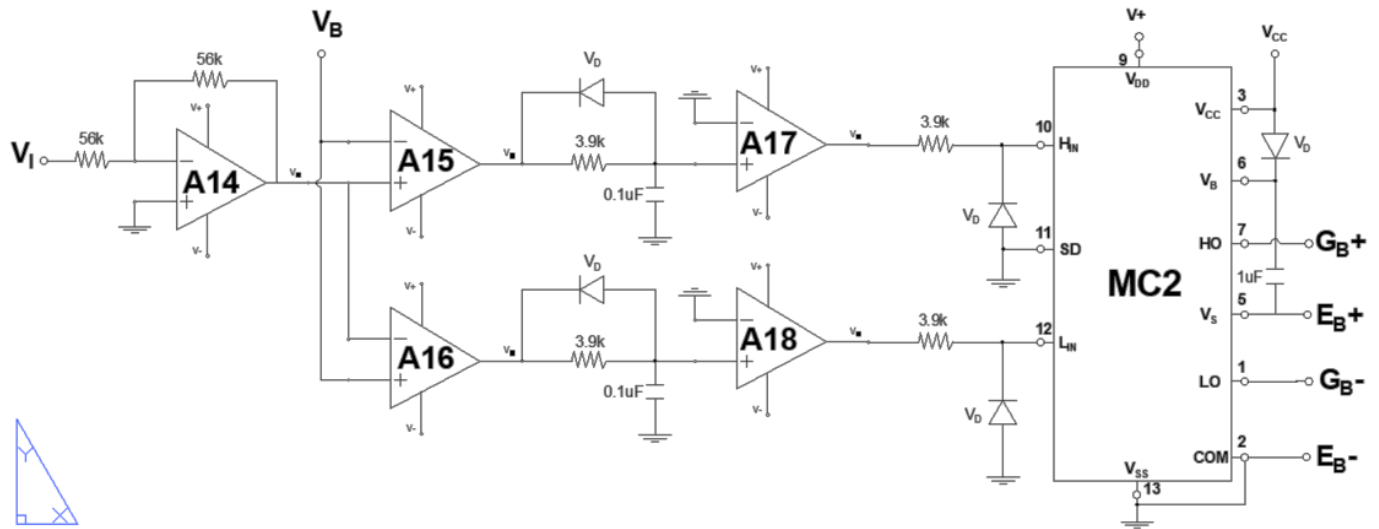 V+
V_B
V_CC
56k
V_D
V+
9
V_DD
V+
V+
V+
V_CC
3
56k
3.9k
3.9k
10
H_IN
V_D
V_I
A14
A15
A17
V_B
6
0.1uF
V-
V-
V-
V_D
11
SD
HO
7
G_B+
V+
V_D
V+
MC2
1uF
V_S
5
E_B+
3.9k
12
L_IN
A16
3.9k
A18
LO
1
G_B-
0.1uF
V_D
V-
V-
Y
COM
2
E_B-
V_SS
13
X